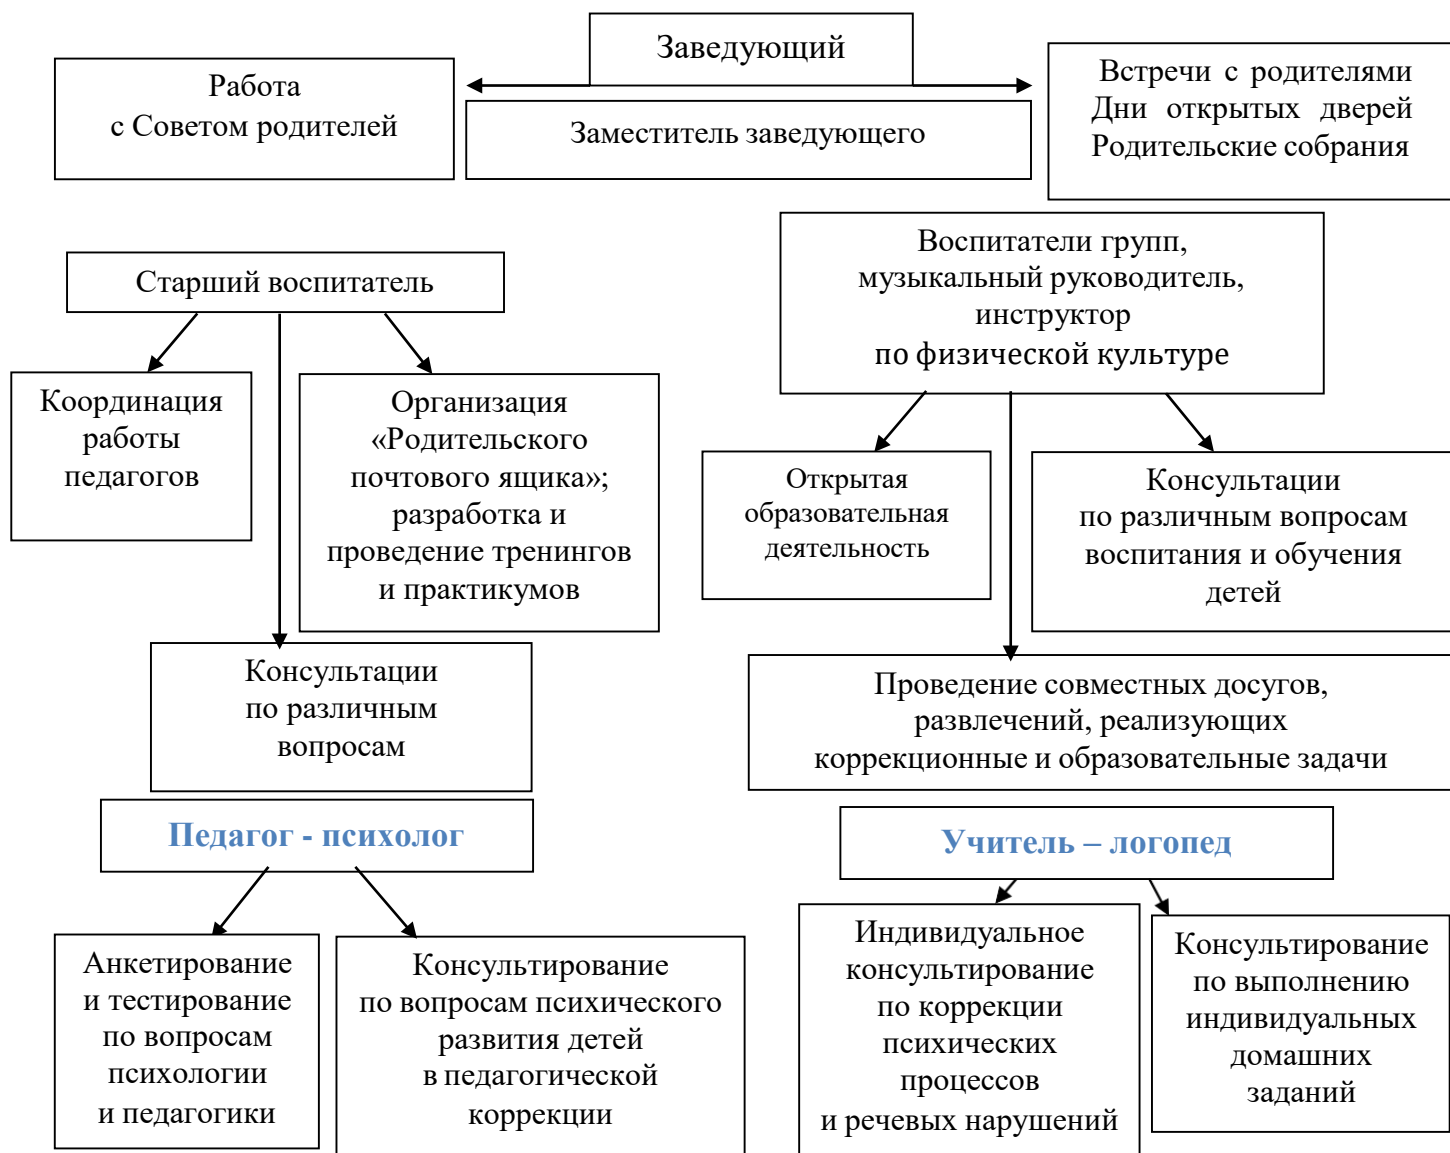 Заведующий
Работа
с Советом родителей
Заместитель заведующего
Встречи с родителями
Дни открытых дверей
Родительские собрания
Старший воспитатель
Координация
работы
педагогов
Организация
«Родительского
почтового ящика»;
разработка и
проведение тренингов
и практикумов
Консультации
по различным
вопросам
Воспитатели групп,
музыкальный руководитель,
инструктор
по физической культуре
Открытая
образовательная
деятельность
Консультации
по различным вопросам
воспитания и обучения
детей
Проведение совместных досугов,
развлечений, реализующих
коррекционные и образовательные задачи
Педагог - психолог
Анкетирование
и тестирование
по вопросам
психологии
и педагогики
Консультирование
по вопросам психического
развития детей
в педагогической
коррекции
Учитель – логопед
Индивидуальное
консультирование
по коррекции
психических
процессов
и речевых нарушений
Консультирование
по выполнению
индивидуальных
домашних
заданий